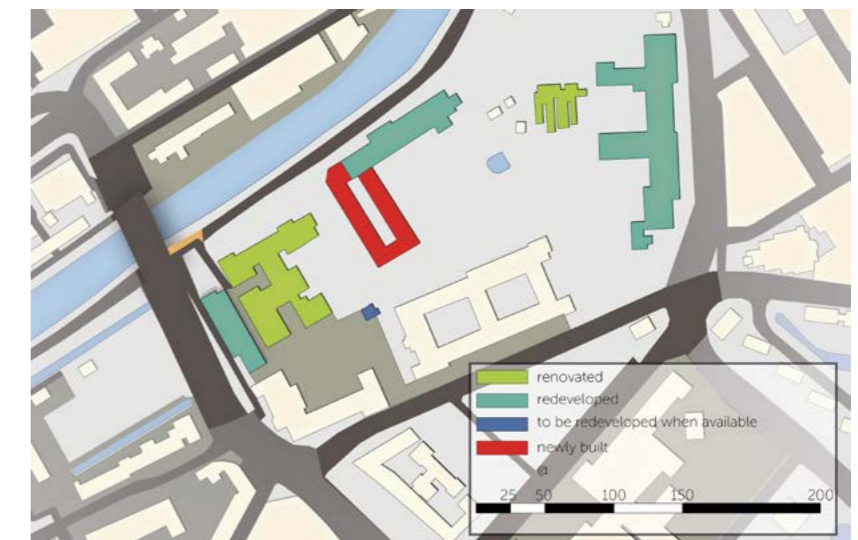 renovated
redeveloped
to be redeveloped when available
newly built
a
25 50 100 150 200